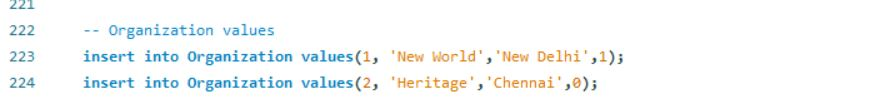 221
222 -- Organization values
223 insert into Organization values(1, 'New World','New Delhi',1);
224 insert into Organization values(2, 'Heritage','Chennai',0);